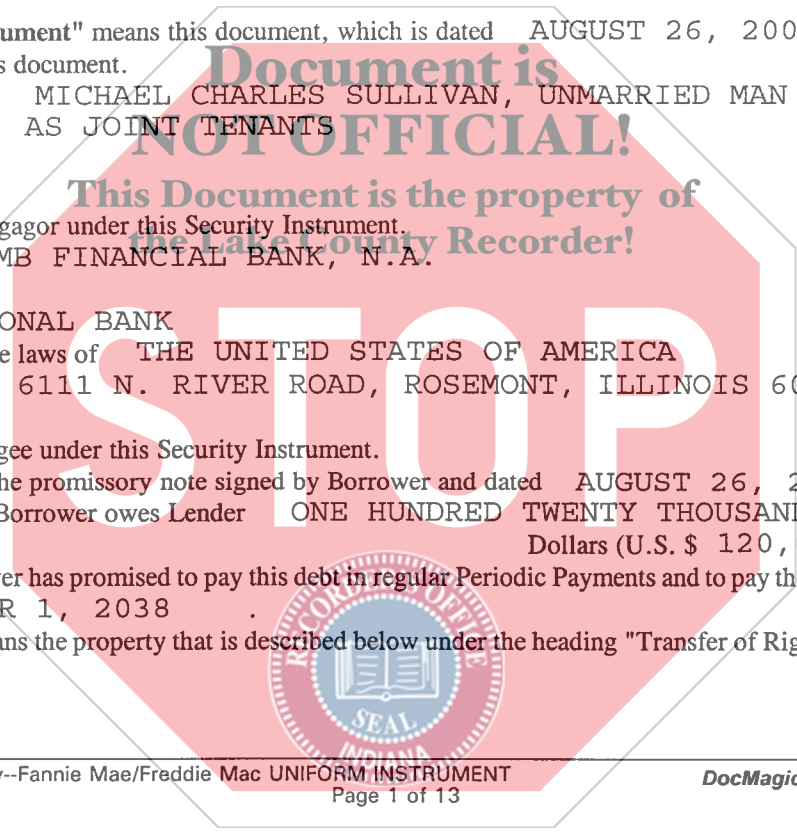 ument" means this document, which is dated AUGUST 26, 200
s document.
Document is
MICHAEL CHARLES SULLIVAN, UNMARRIED MAN
AS JOINT TENANTS
NOT OFFICIAL!
This Document is the property of
gagor under this Security Instrument.
the Lake County Recorder!
MB FINANCIAL BANK, N.A.
ONAL BANK
e laws of THE UNITED STATES OF AMERICA
6111 N. RIVER ROAD, ROSEMONT, ILLINOIS 60
STOP
gee under this Security Instrument.
he promissory note signed by Borrower and dated AUGUST 26, 2
Borrower owes Lender ONE HUNDRED TWENTY THOUSAND
Dollars (U.S. $ 120,
er has promised to pay this debt in regular Periodic Payments and to pay th
R 1, 2038 .
ans the property that is described below under the heading "Transfer of Rig
RECORDER'S OFFICE
SEAL
INDIANA
y--Fannie Mae/Freddie Mac UNIFORM INSTRUMENT
DocMagic
Page 1 of 13